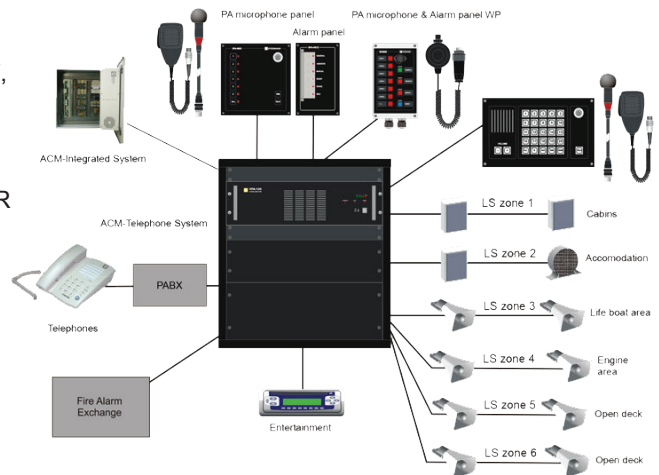 PA microphone panel
PA microphone & Alarm panel WP
Alarm panel
,
ACM-Integrated System
R
ACM-Telephone System
LS zone 1
Cabins
LS zone 2
Accomodation
PABX
LS zone 3
Life boat area
Telephones
LS zone 4
Engine
area
Fire Alarm
Exchange
LS zone 5
Open deck
Entertainment
LS zone 6
Open deck